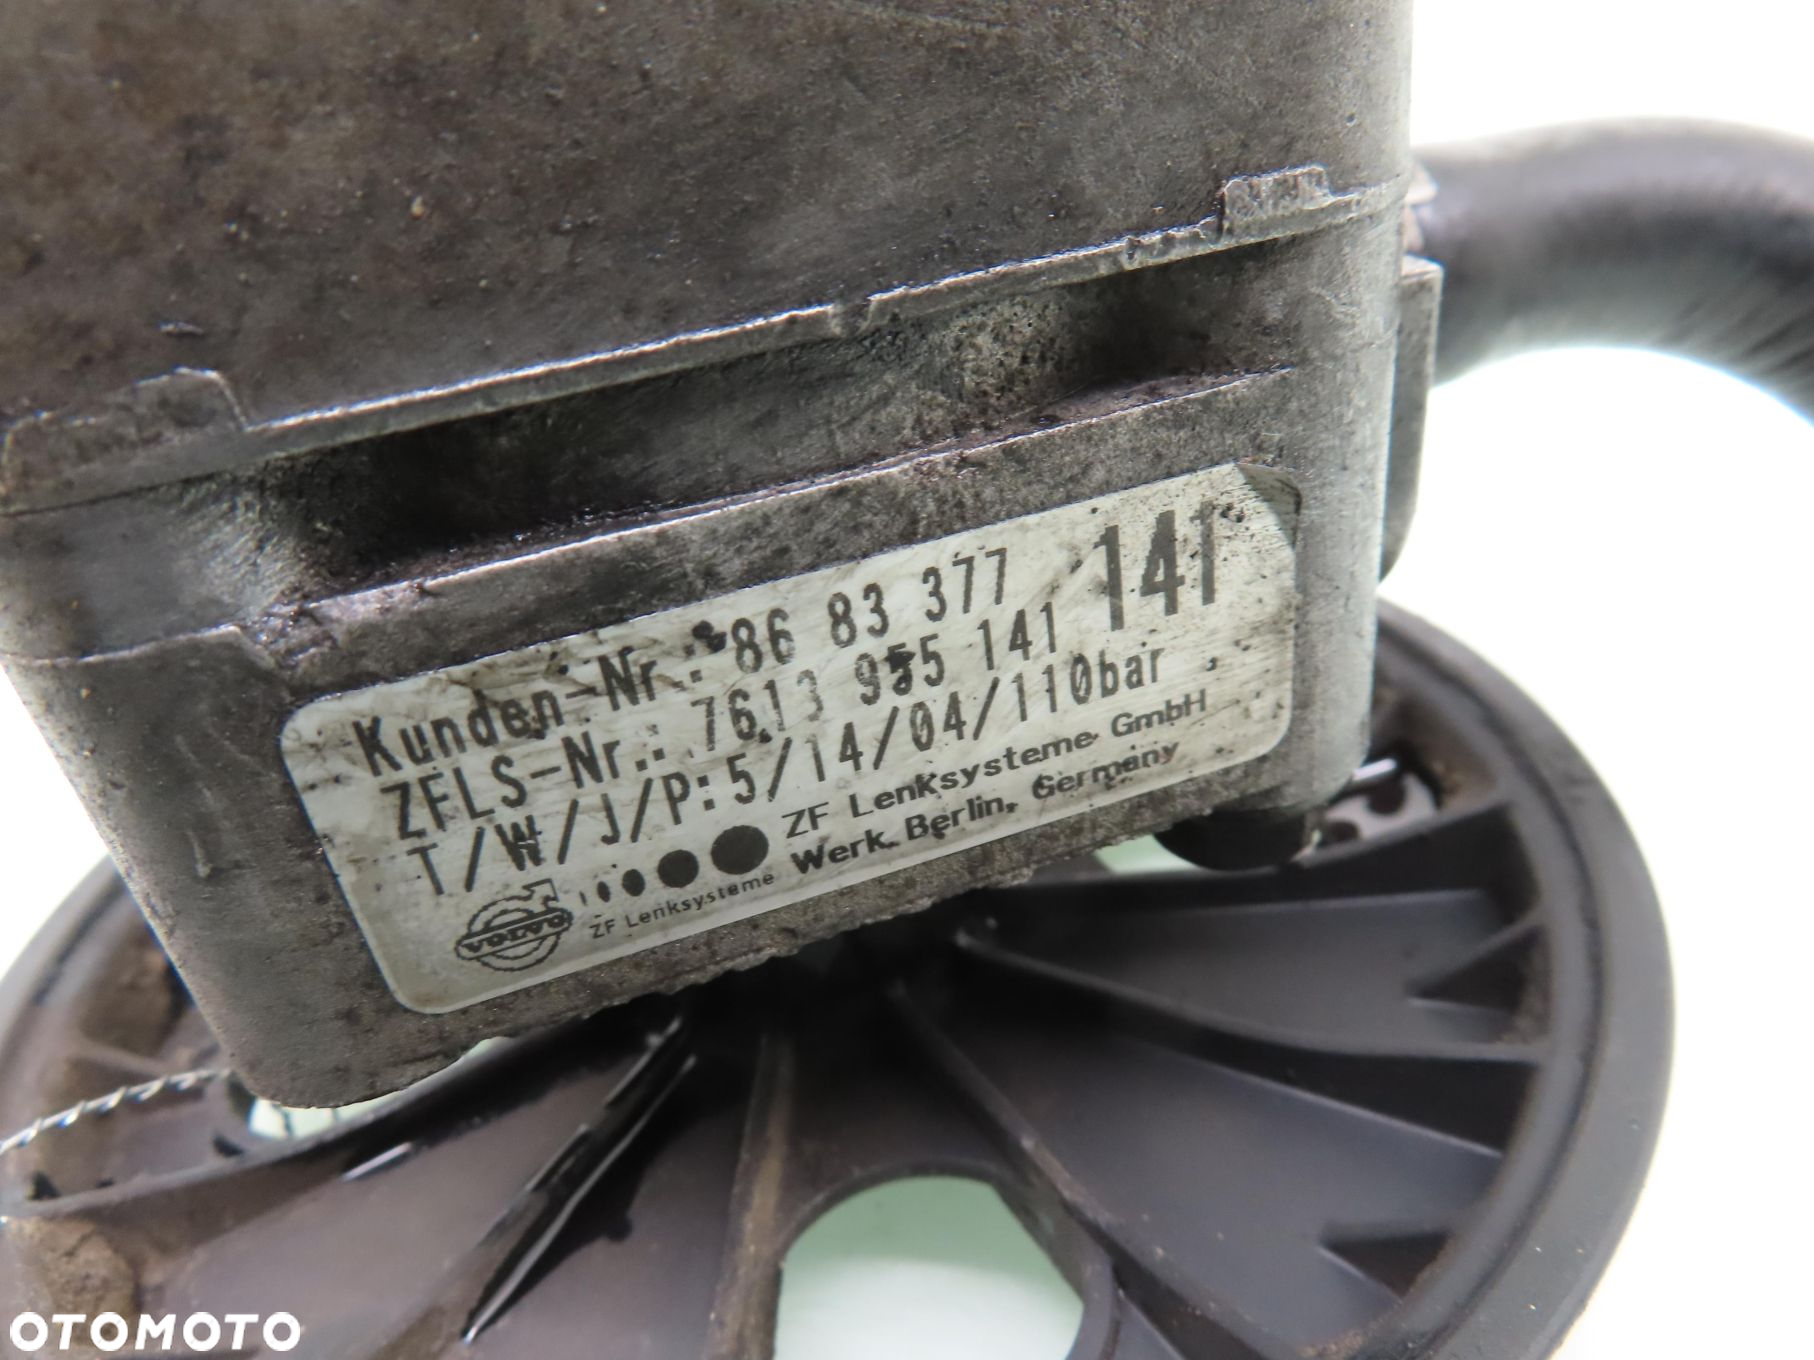 Kunden-Nr.: 86 83 377
141
ZFLS-Nr.: 7613 955 141
T/W/J/P:5/14/04/110bar
ZF Lenksysteme GmbH
Werk Berlin, Germany
ZF Lenksysteme
VOLVO
OTOMOTO